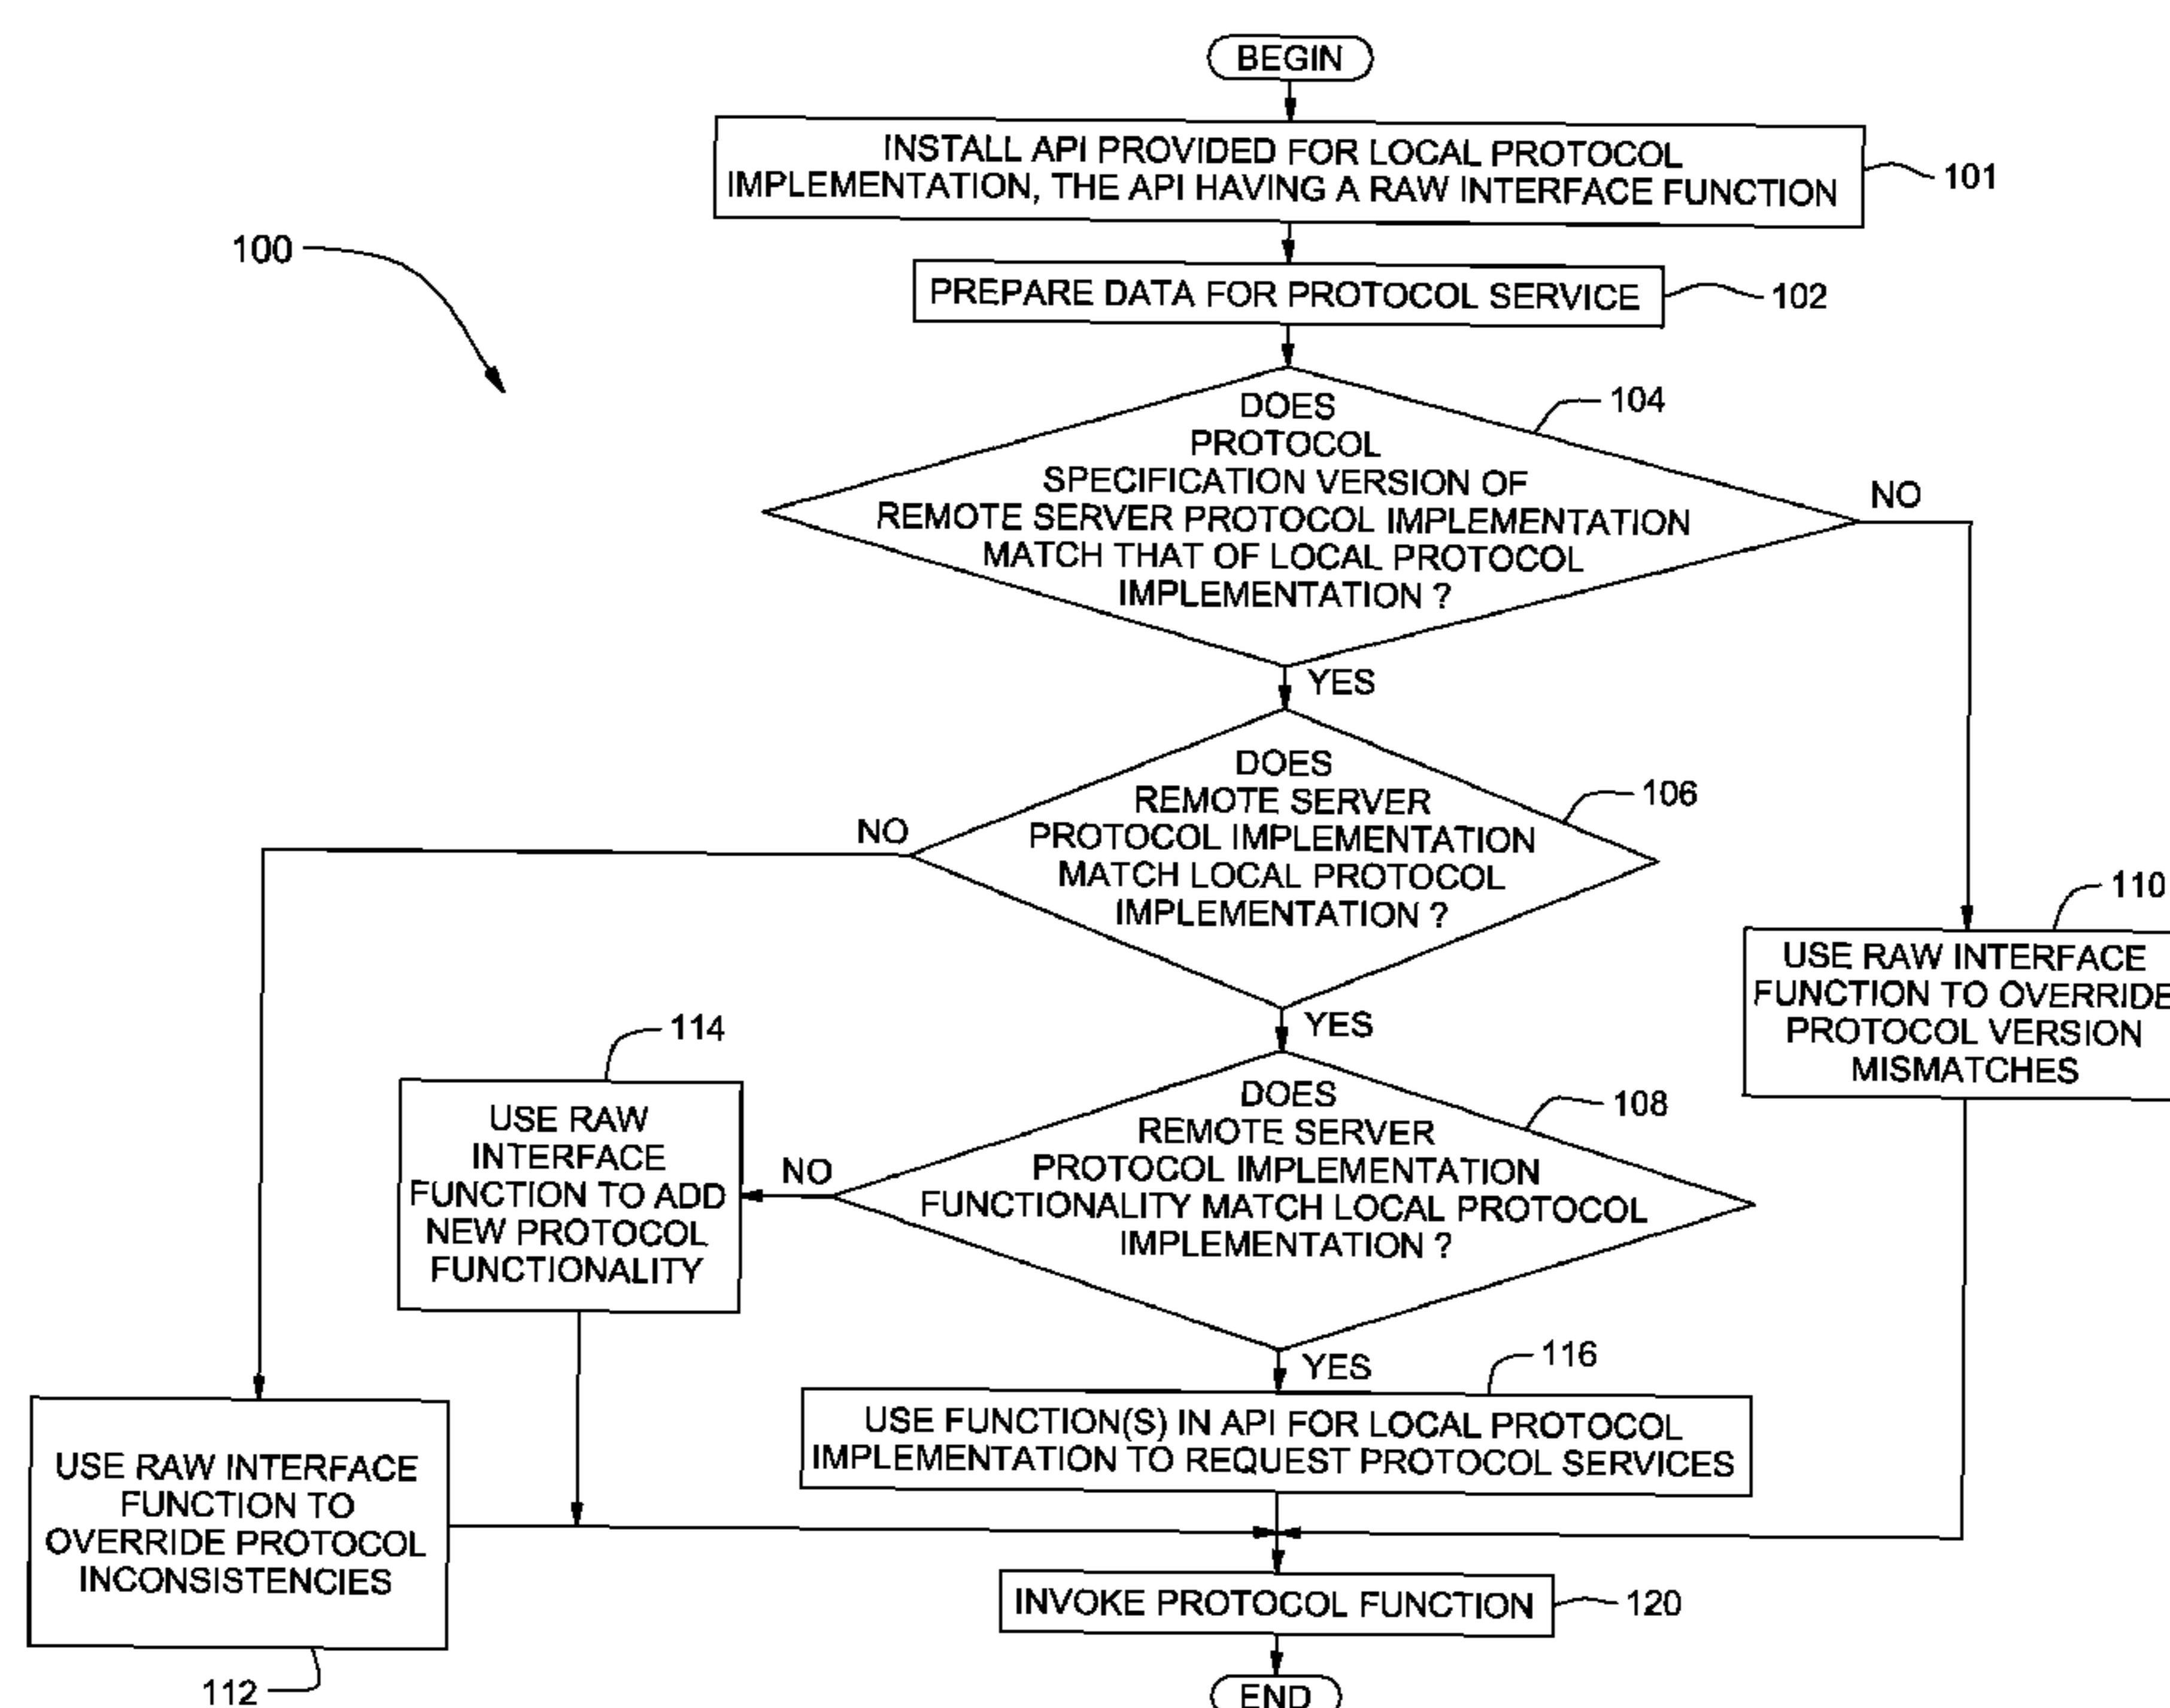 BEGIN
INSTALL API PROVIDED FOR LOCAL PROTOCOL
IMPLEMENTATION, THE API HAVING A RAW INTERFACE FUNCTION
101
100
PREPARE DATA FOR PROTOCOL SERVICE
102
DOES
PROTOCOL
SPECIFICATION VERSION OF
REMOTE SERVER PROTOCOL IMPLEMENTATION
MATCH THAT OF LOCAL PROTOCOL
IMPLEMENTATION ?
104
NO
YES
DOES
REMOTE SERVER
PROTOCOL IMPLEMENTATION
MATCH LOCAL PROTOCOL
IMPLEMENTATION ?
106
NO
YES
110
USE RAW INTERFACE
FUNCTION TO OVERRIDE
PROTOCOL VERSION
MISMATCHES
DOES
REMOTE SERVER
PROTOCOL IMPLEMENTATION
FUNCTIONALITY MATCH LOCAL PROTOCOL
IMPLEMENTATION ?
108
NO
YES
114
USE RAW
INTERFACE
FUNCTION TO ADD
NEW PROTOCOL
FUNCTIONALITY
116
USE FUNCTION(S) IN API FOR LOCAL PROTOCOL
IMPLEMENTATION TO REQUEST PROTOCOL SERVICES
USE RAW INTERFACE
FUNCTION TO
OVERRIDE PROTOCOL
INCONSISTENCIES
112
INVOKE PROTOCOL FUNCTION
120
END